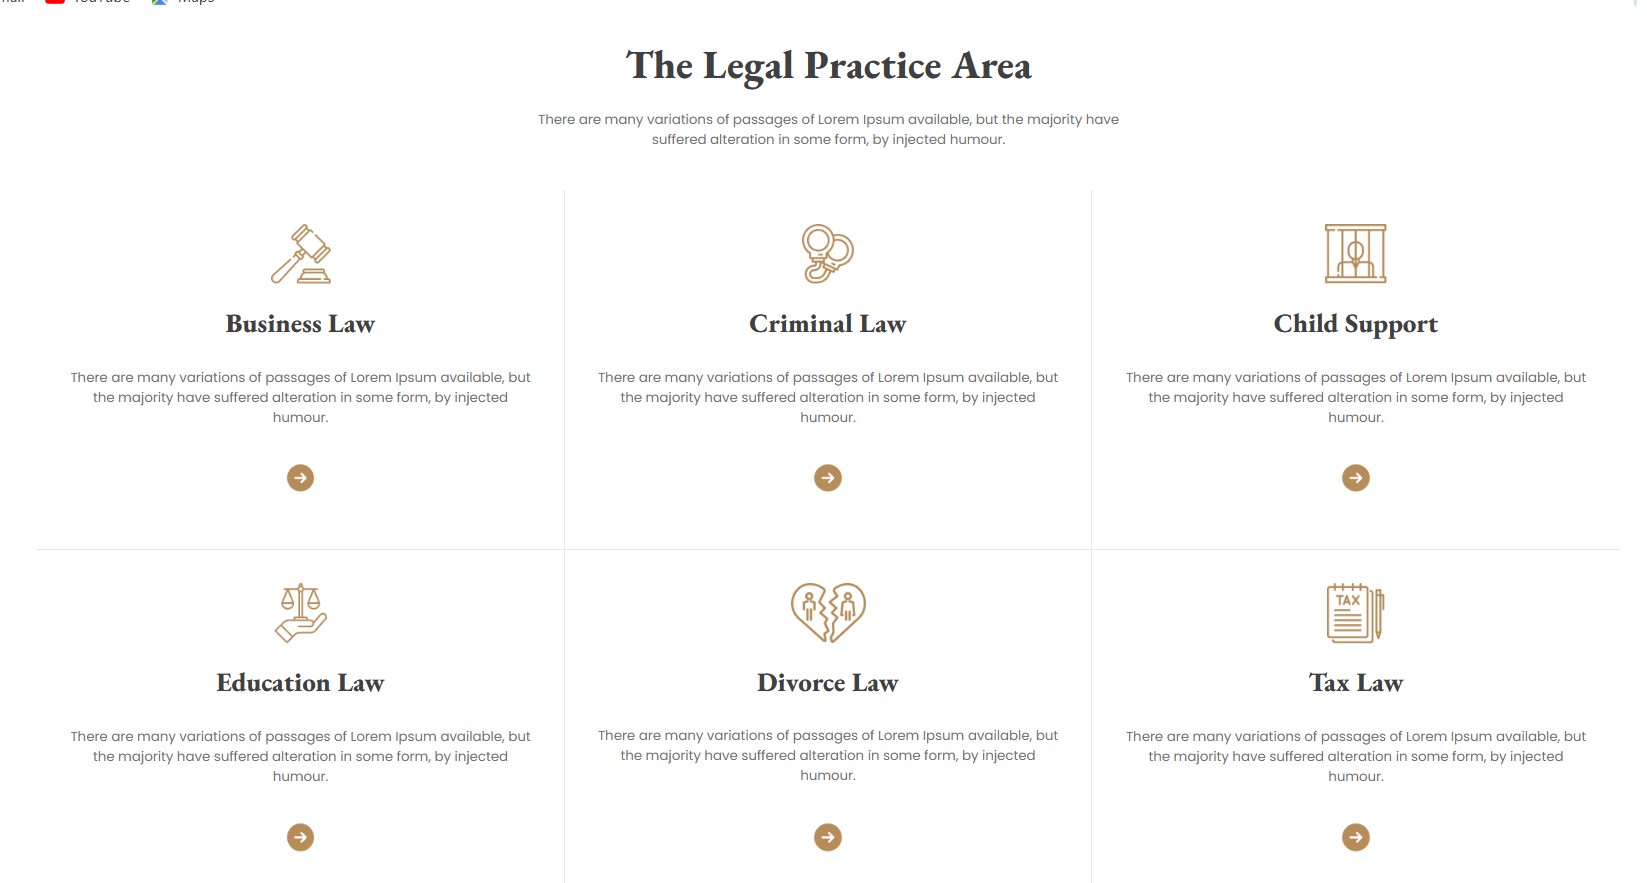 YouTube Maps
The Legal Practice Area
There are many variations of passages of Lorem Ipsum available, but the majority have
suffered alteration in some form, by injected humour.
Business Law
There are many variations of passages of Lorem Ipsum available, but
the majority have suffered alteration in some form, by injected
humour.
Criminal Law
There are many variations of passages of Lorem Ipsum available, but
the majority have suffered alteration in some form, by injected
humour.
Child Support
There are many variations of passages of Lorem Ipsum available, but
the majority have suffered alteration in some form, by injected
humour.
Education Law
There are many variations of passages of Lorem Ipsum available, but
the majority have suffered alteration in some form, by injected
humour.
Divorce Law
There are many variations of passages of Lorem Ipsum available, but
the majority have suffered alteration in some form, by injected
humour.
TAX
Tax Law
There are many variations of passages of Lorem Ipsum available, but
the majority have suffered alteration in some form, by injected
humour.